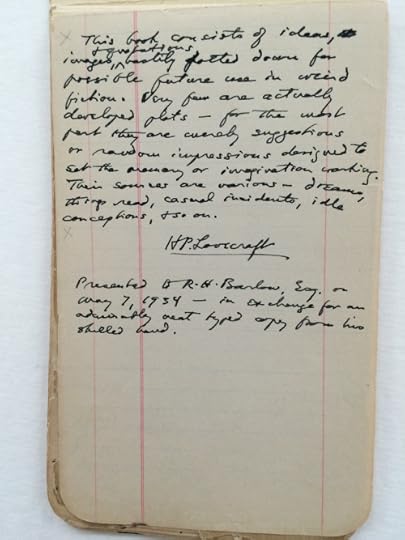 This book consists of ideas,
& quotations
images, hastily jotted down for
possible future use in weird
fiction. Very few are actually
developed plots — for the most
part they are merely suggestions
or random impressions designed to
set the memory or imagination working.
Their sources are various — dreams,
things read, casual incidents, idle
conceptions, & so on.
H P. Lovecraft
Presented to R. H. Barlow, Esq. on
May 7, 1934 — in exchange for an
admirably neat typed copy from his
skilled hand.